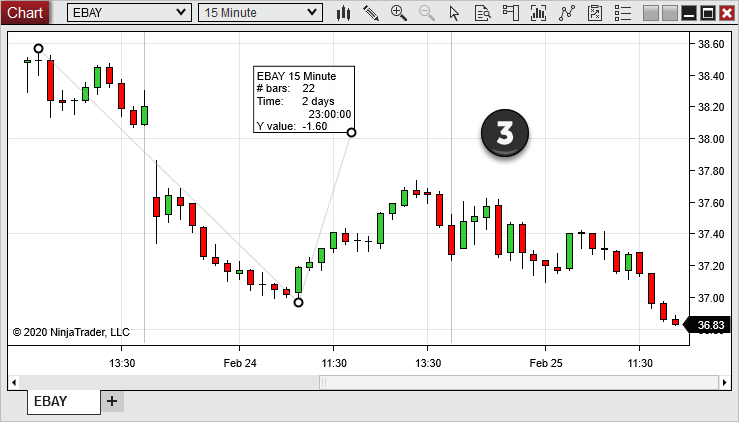 Chart EBAY 15 Minute
38.60
38.40
EBAY 15 Minute
# bars: 22
Time: 2 days
23:00:00
Y value: -1.60
38.20
3
38.00
37.80
37.60
37.40
37.20
37.00
36.83
© 2020 NinjaTrader, LLC
13:30 Feb 24 11:30 13:30 Feb 25 11:30
EBAY +